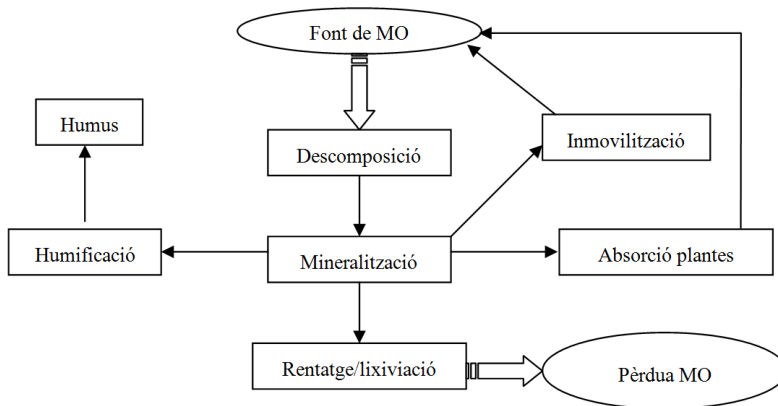 Font de MO
Humus
Descomposició
Inmovilització
Humificació
Mineralització
Absorció plantes
Rentatge/lixiviació
Pèrdua MO